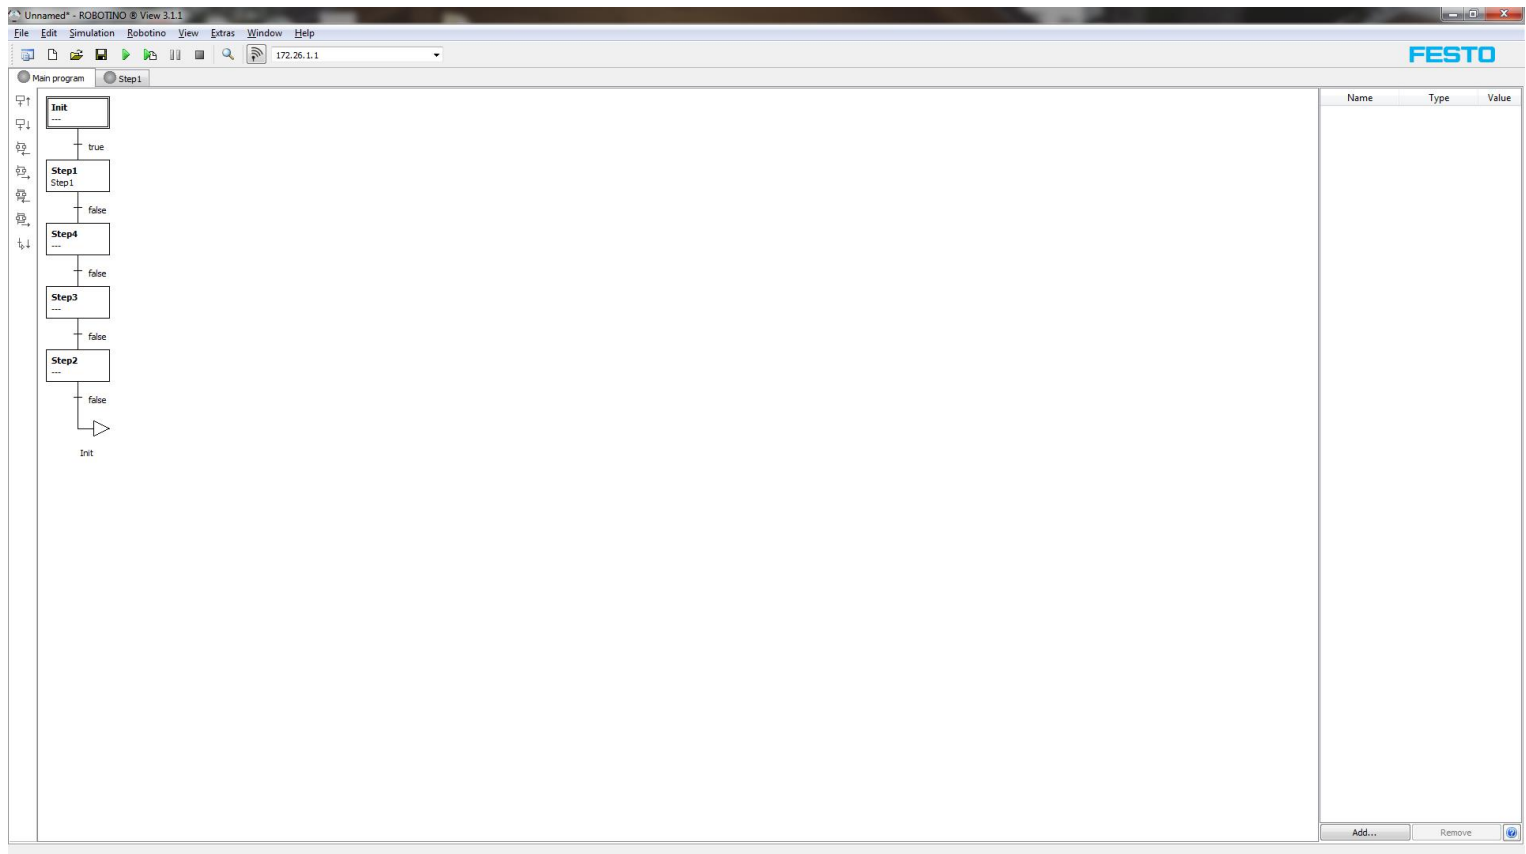 Unnamed* - ROBOTINO ® View 3.1.1
File Edit Simulation Robotino View Extras Window Help
172.26.1.1
FESTO
Main program Step1
Name Type Value
Init
---
true
Step1
Step1
false
Step4
---
false
Step3
---
false
Step2
---
false
Init
Add... Remove